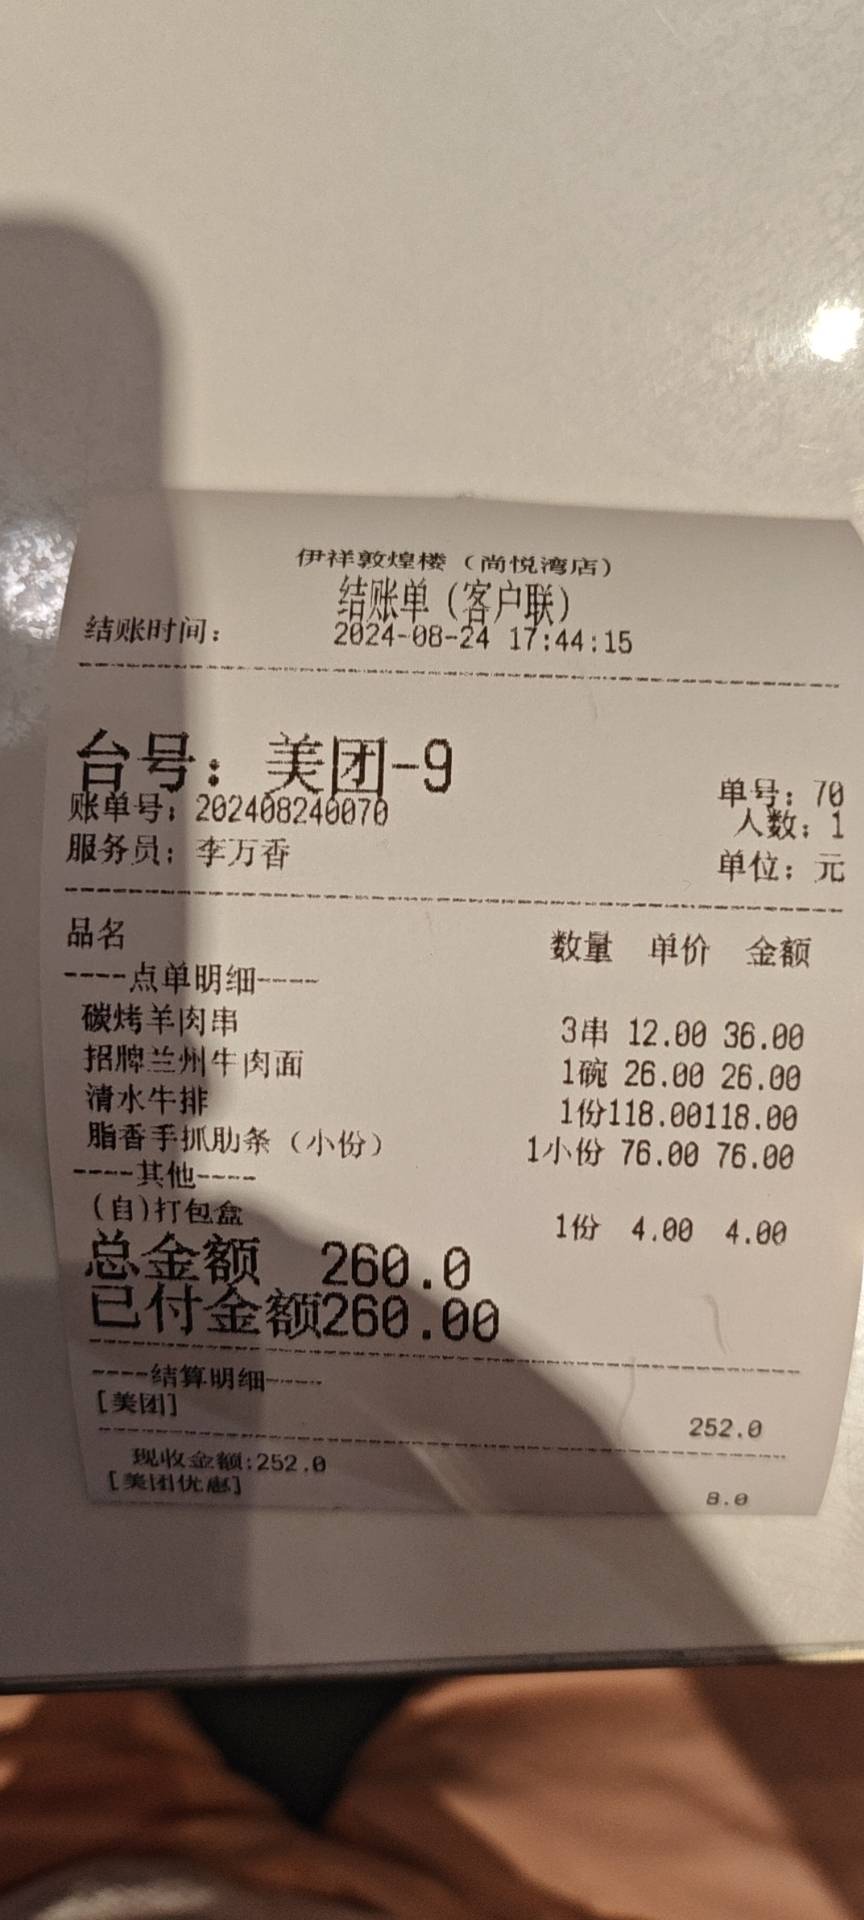 伊祥敦煌楼（尚悦湾店）
结账单（客户联）
结账时间： 2024-08-24 17:44:15
台号：美团-9
单号：70
账单号：202408240070
人数：1
服务员：李万香
单位：元
品名 数量 单价 金额
----点单明细----
碳烤羊肉串 3串 12.00 36.00
招牌兰州牛肉面 1碗 26.00 26.00
清水牛排 1份118.00118.00
脂香手抓肋条（小份） 1小份 76.00 76.00
----其他----
(自)打包盒 1份 4.00 4.00
总金额 260.0
已付金额260.00
----结算明细----
[美团] 252.0
现收金额:252.0
[美团优惠] 8.0